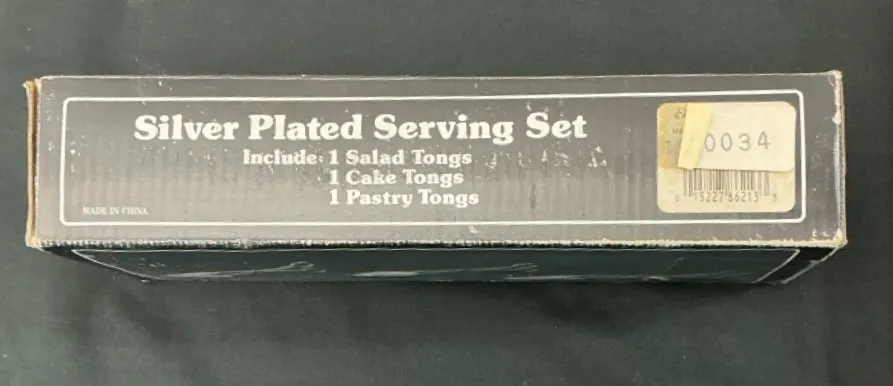 Silver Plated Serving Set
Include: 1 Salad Tongs
1 Cake Tongs
1 Pastry Tongs
MADE IN CHINA
0034